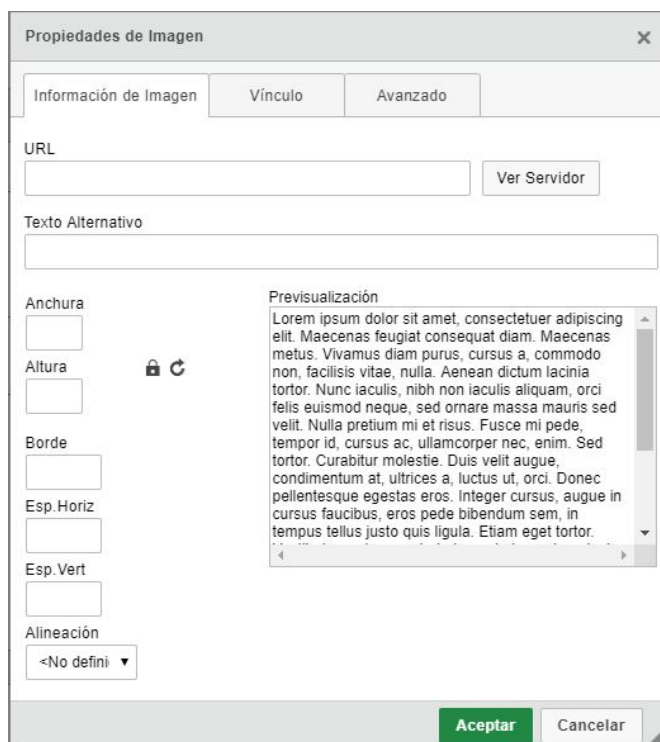 Propiedades de Imagen
Información de Imagen
Vínculo
Avanzado
URL
Ver Servidor
Texto Alternativo
Anchura
Altura
Borde
Esp.Horiz
Esp.Vert
Alineación
<No defini
Previsualización
Lorem ipsum dolor sit amet, consectetuer adipiscing
elit. Maecenas feugiat consequat diam. Maecenas
metus. Vivamus diam purus, cursus a, commodo
non, facilisis vitae, nulla. Aenean dictum lacinia
tortor. Nunc iaculis, nibh non iaculis aliquam, orci
felis euismod neque, sed ornare massa mauris sed
velit. Nulla pretium mi et risus. Fusce mi pede,
tempor id, cursus ac, ullamcorper nec, enim. Sed
tortor. Curabitur molestie. Duis velit augue,
condimentum at, ultrices a, luctus ut, orci. Donec
pellentesque egestas eros. Integer cursus, augue in
cursus faucibus, eros pede bibendum sem, in
tempus tellus justo quis ligula. Etiam eget tortor.
Aceptar
Cancelar